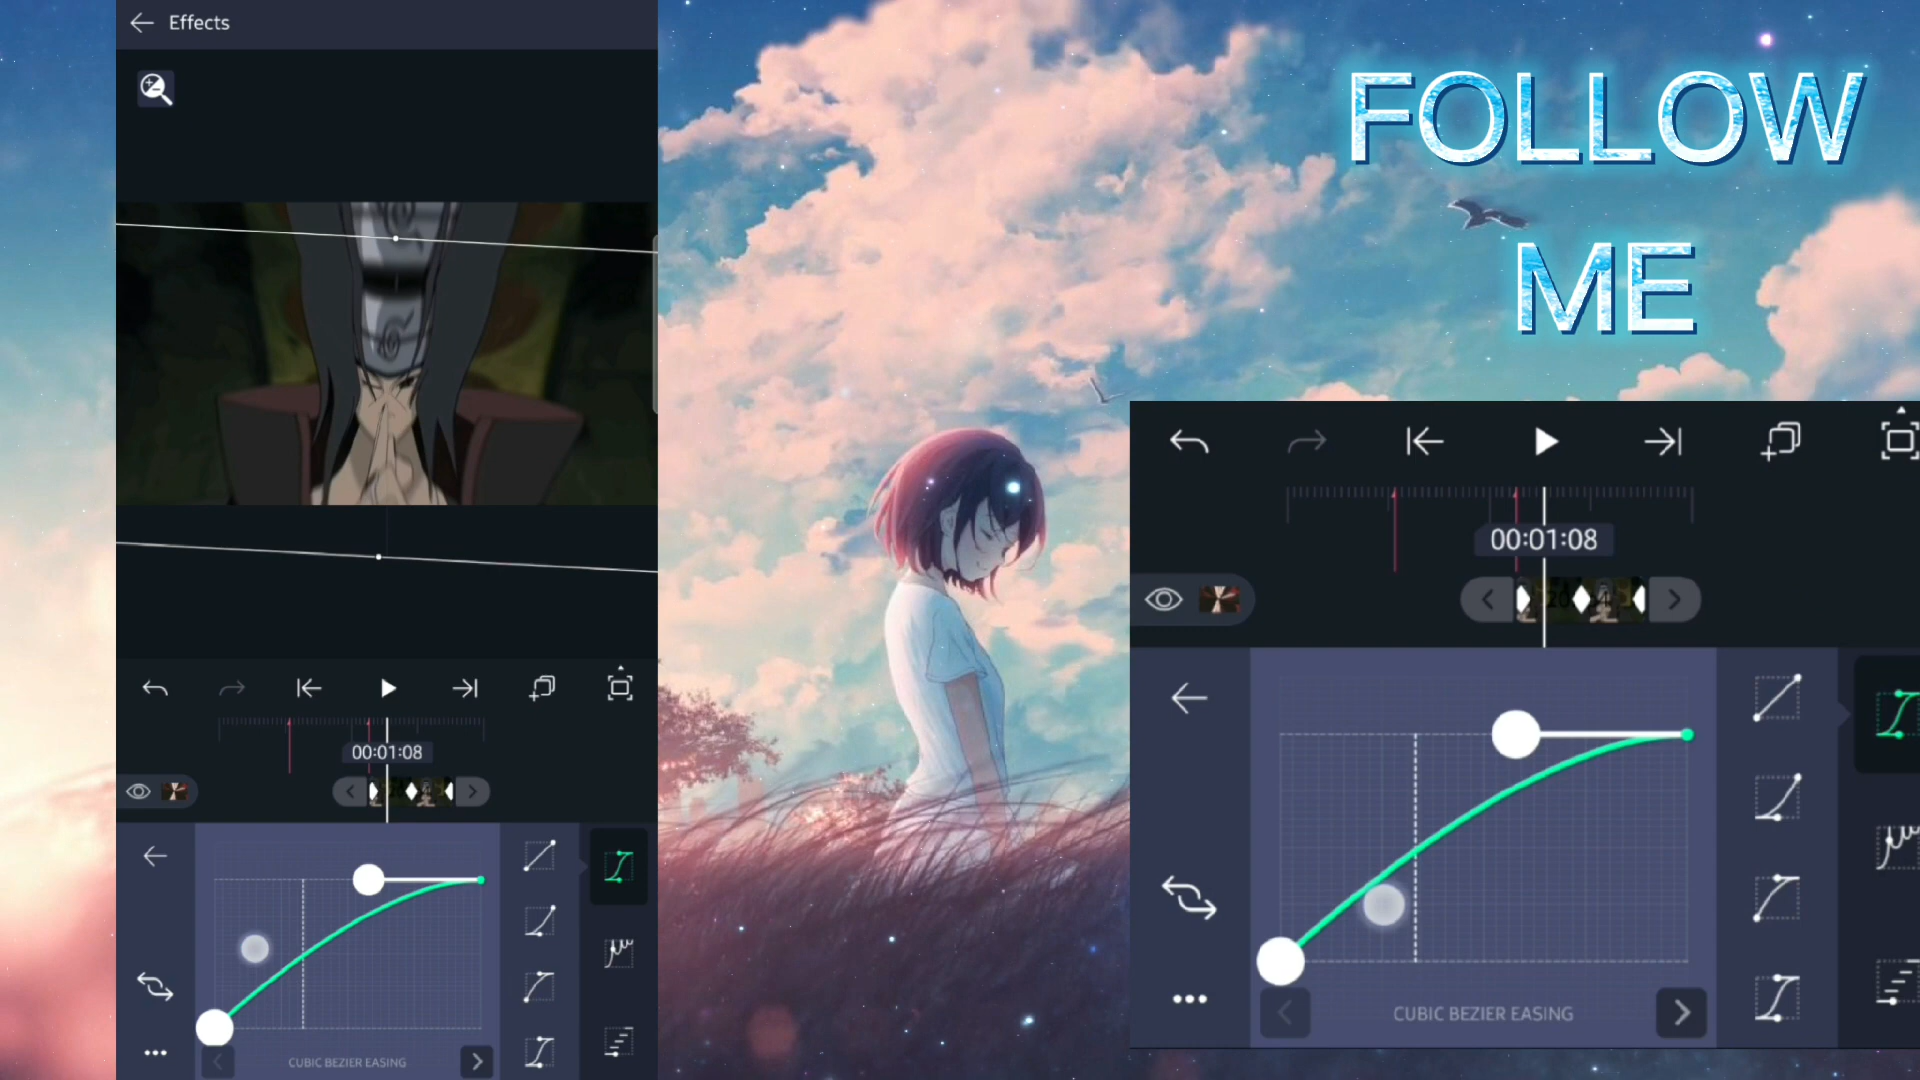 Effects
00:01:08
CUBIC BEZIER EASING
FOLLOW
ME
00:01:08
CUBIC BEZIER EASING